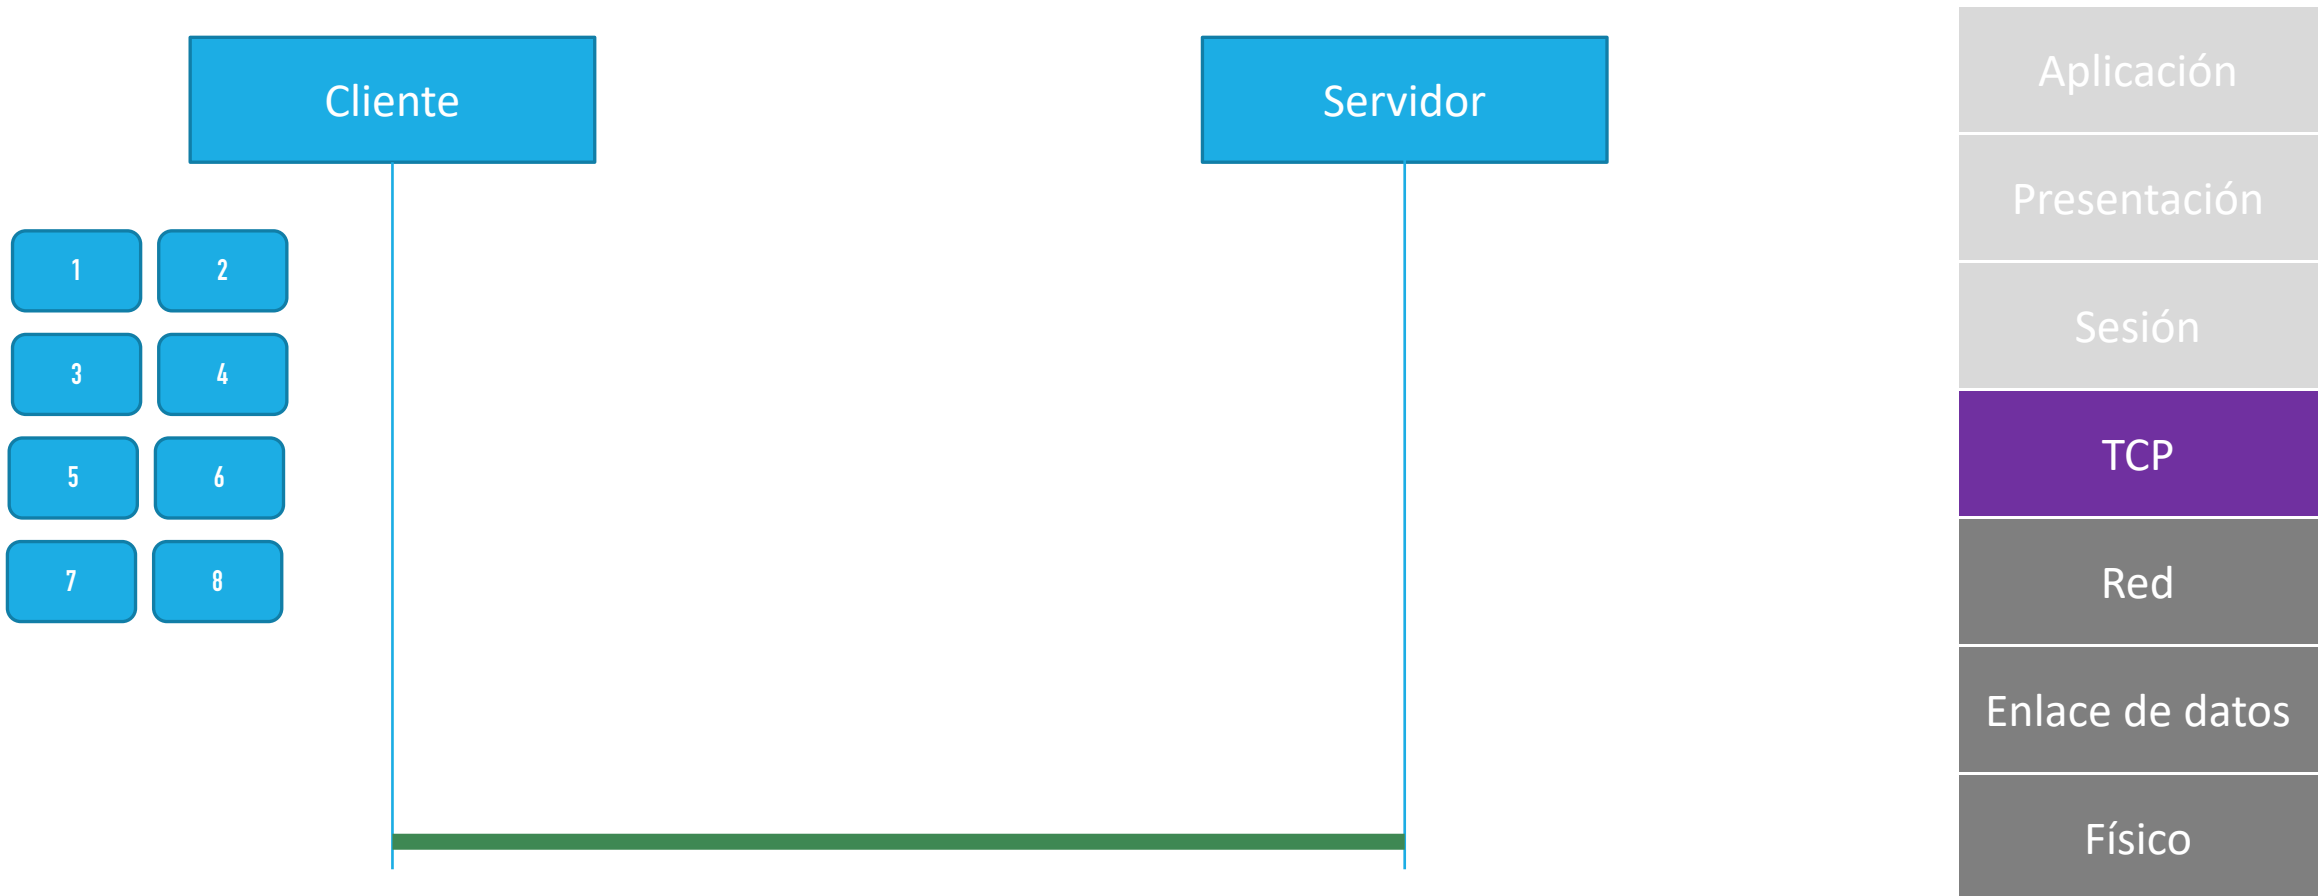 Cliente
Servidor
1
2
3
4
5
6
7
8
Aplicación
Presentación
Sesión
TCP
Red
Enlace de datos
Físico